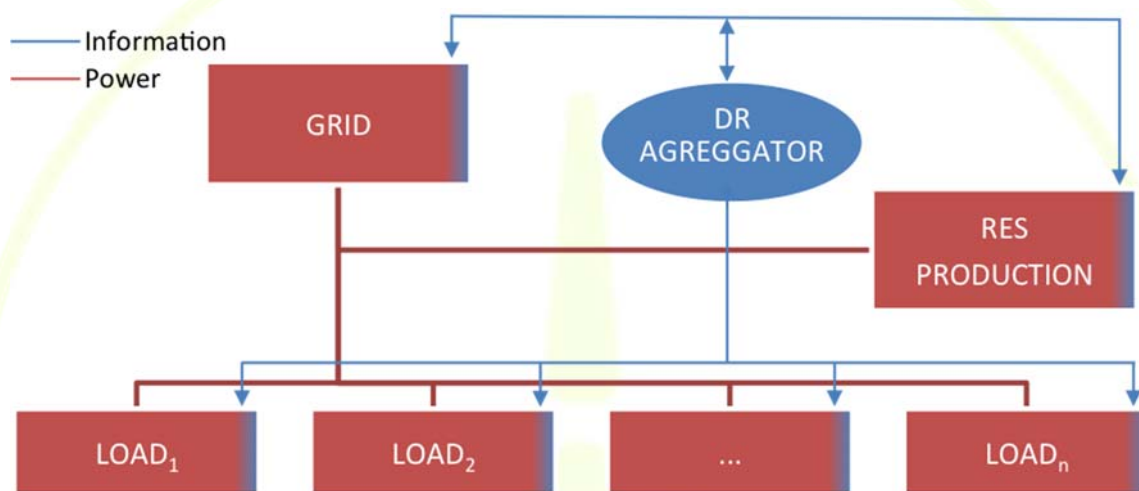 Information
Power
GRID
DR
AGREGGATOR
RES
PRODUCTION
LOAD₁
LOAD₂
...
LOADₙ